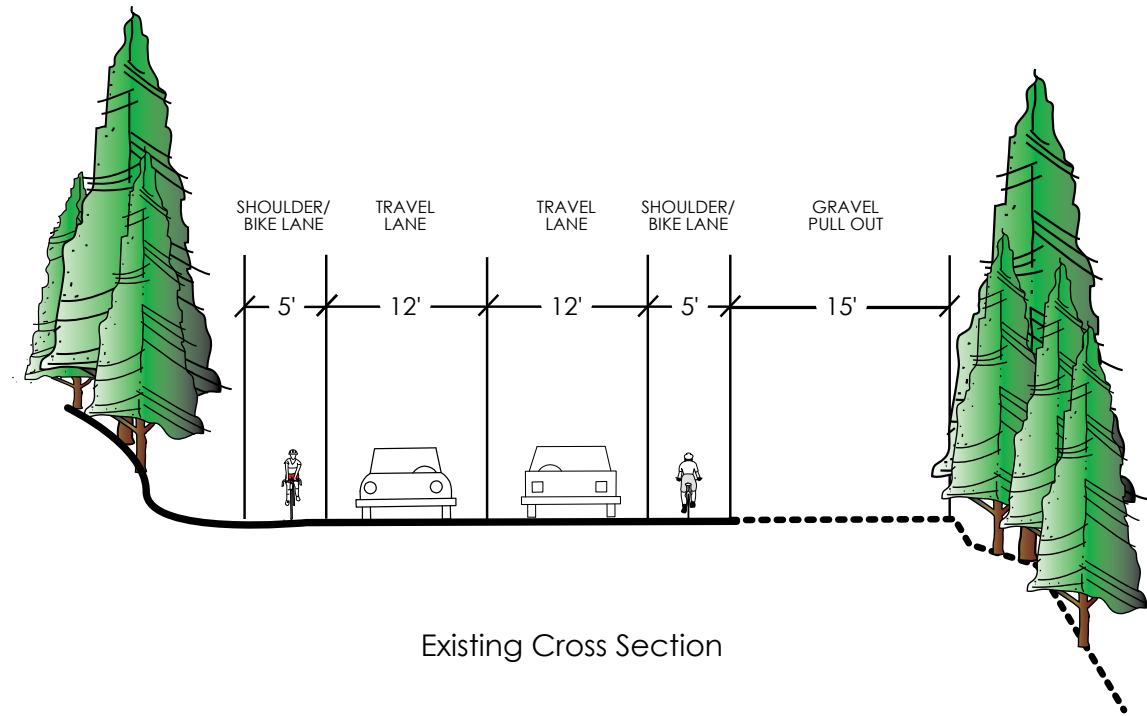 SHOULDER/
BIKE LANE
TRAVEL
LANE
TRAVEL
LANE
SHOULDER/
BIKE LANE
GRAVEL
PULL OUT
5'
12'
12'
5'
15'
Existing Cross Section